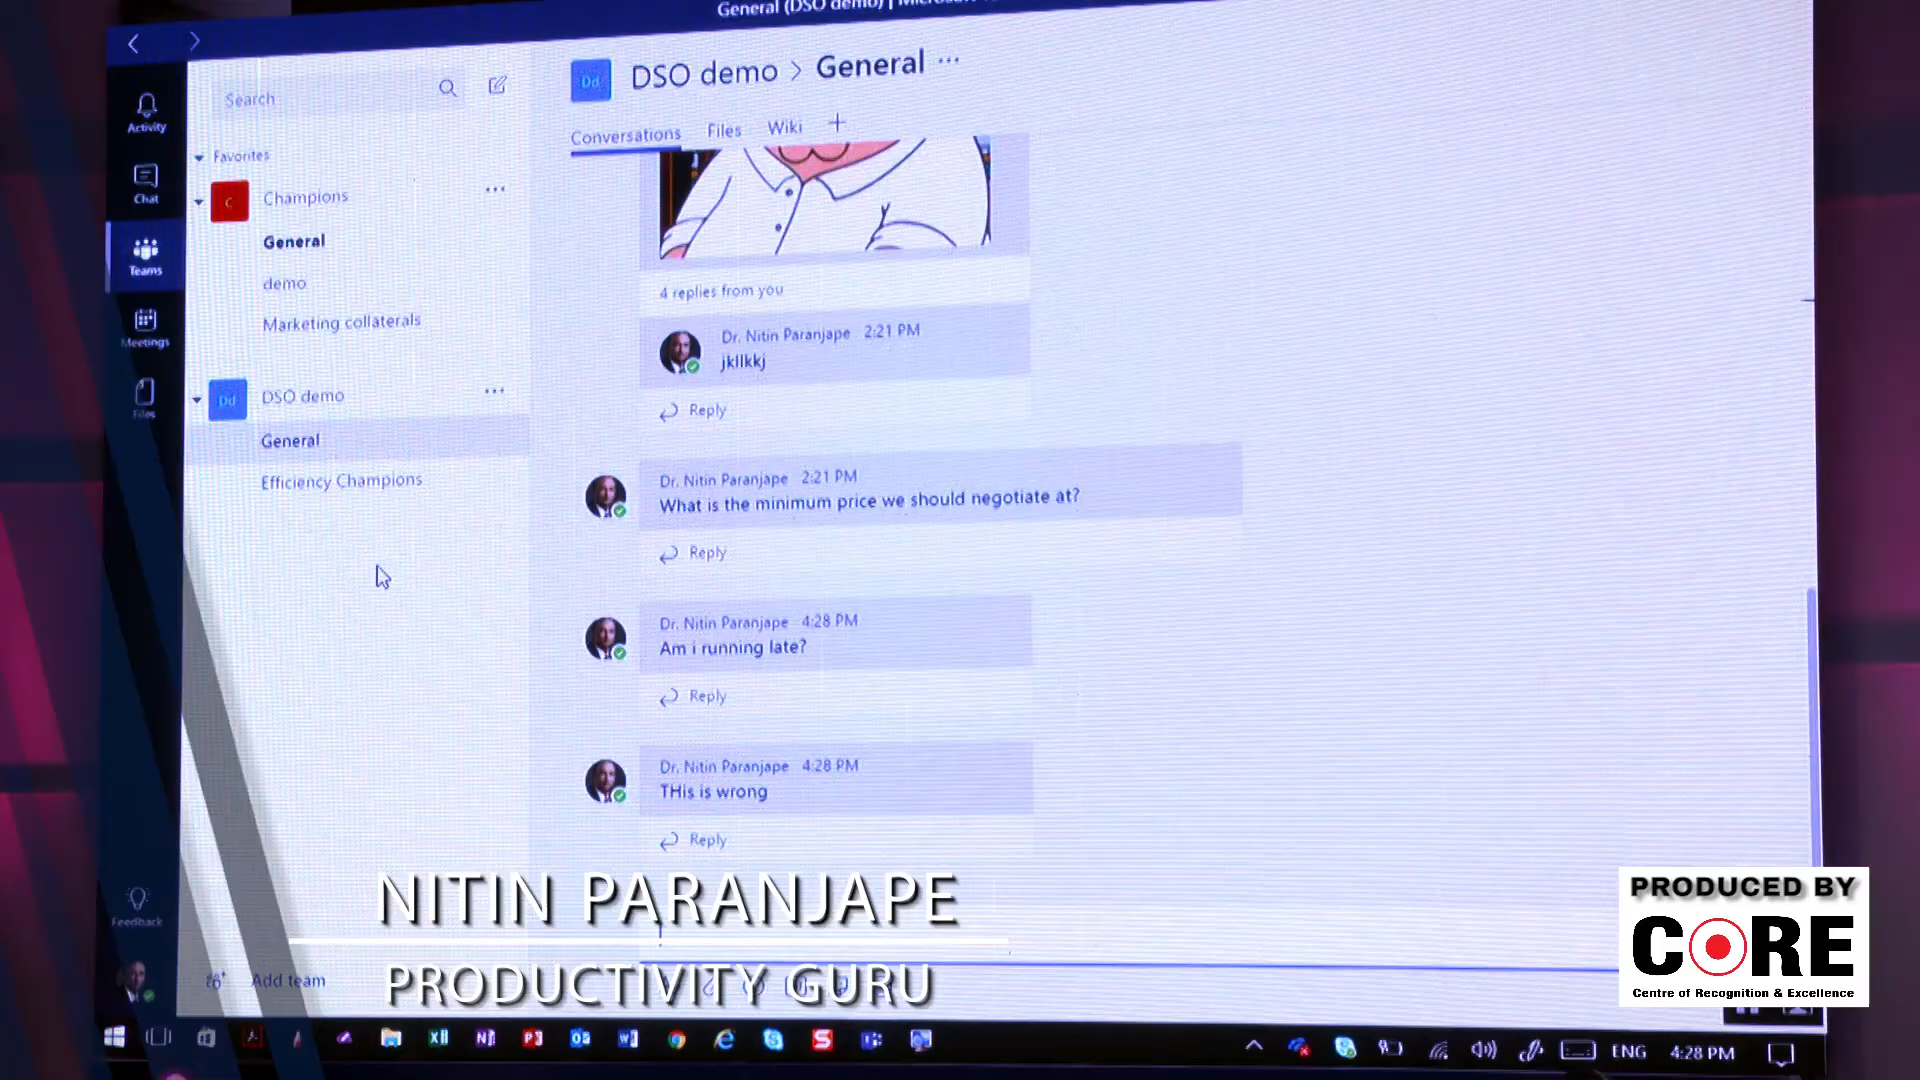 General (DSO demo) |
Search
Activity
Favorites
Chat
C
Champions
General
Teams
demo
Marketing collaterals
Meetings
Dd
DSO demo
Files
General
Efficiency Champions
Feedback
Add team
Dd DSO demo > General ...
Conversations Files Wiki +
4 replies from you
Dr. Nitin Paranjape 2:21 PM
jkllkkj
Reply
Dr. Nitin Paranjape 2:21 PM
What is the minimum price we should negotiate at?
Reply
Dr. Nitin Paranjape 4:28 PM
Am i running late?
Reply
Dr. Nitin Paranjape 4:28 PM
THis is wrong
Reply
NITIN PARANJAPE
PRODUCTIVITY GURU
PRODUCED BY
CORE
Centre of Recognition & Excellence
ENG 4:28 PM